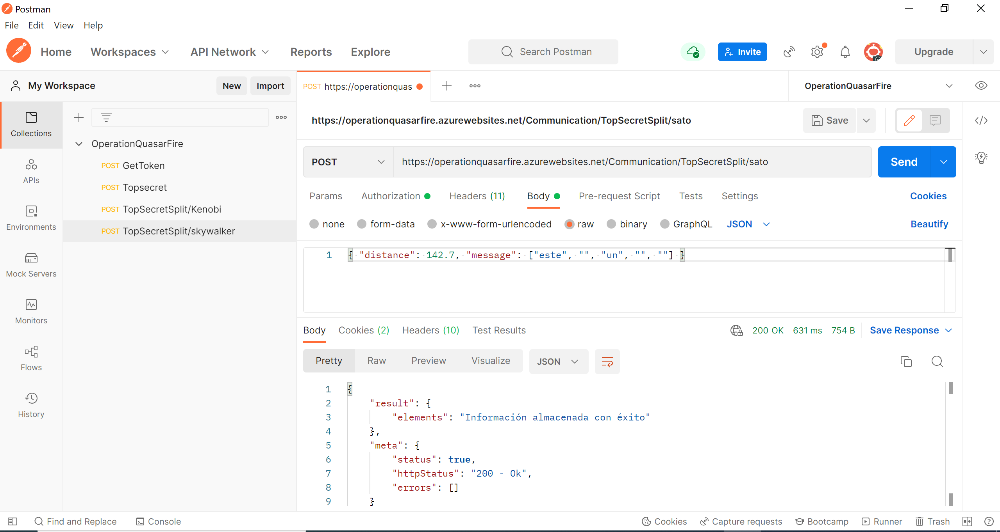 Postman
File Edit View Help
Home Workspaces API Network Reports Explore Search Postman Invite Upgrade
My Workspace New Import
POST https://operationquas
OperationQuasarFire
Collections
APIs
Environments
Mock Servers
Monitors
Flows
History
OperationQuasarFire
POST GetToken
POST Topsecret
POST TopSecretSplit/Kenobi
POST TopSecretSplit/skywalker
https://operationquasarfire.azurewebsites.net/Communication/TopSecretSplit/sato
Save
POST https://operationquasarfire.azurewebsites.net/Communication/TopSecretSplit/sato Send
Params Authorization Headers (11) Body Pre-request Script Tests Settings Cookies
none form-data x-www-form-urlencoded raw binary GraphQL JSON Beautify
1 { "distance": 142.7, "message": ["este", "", "un", "", ""] }
Body Cookies (2) Headers (10) Test Results 200 OK 631 ms 754 B Save Response
Pretty Raw Preview Visualize JSON
1 {
2 "result": {
3 "elements": "Información almacenada con éxito"
4 },
5 "meta": {
6 "status": true,
7 "httpStatus": "200 - Ok",
8 "errors": []
9 }
Find and Replace Console Cookies Capture requests Bootcamp Runner Trash